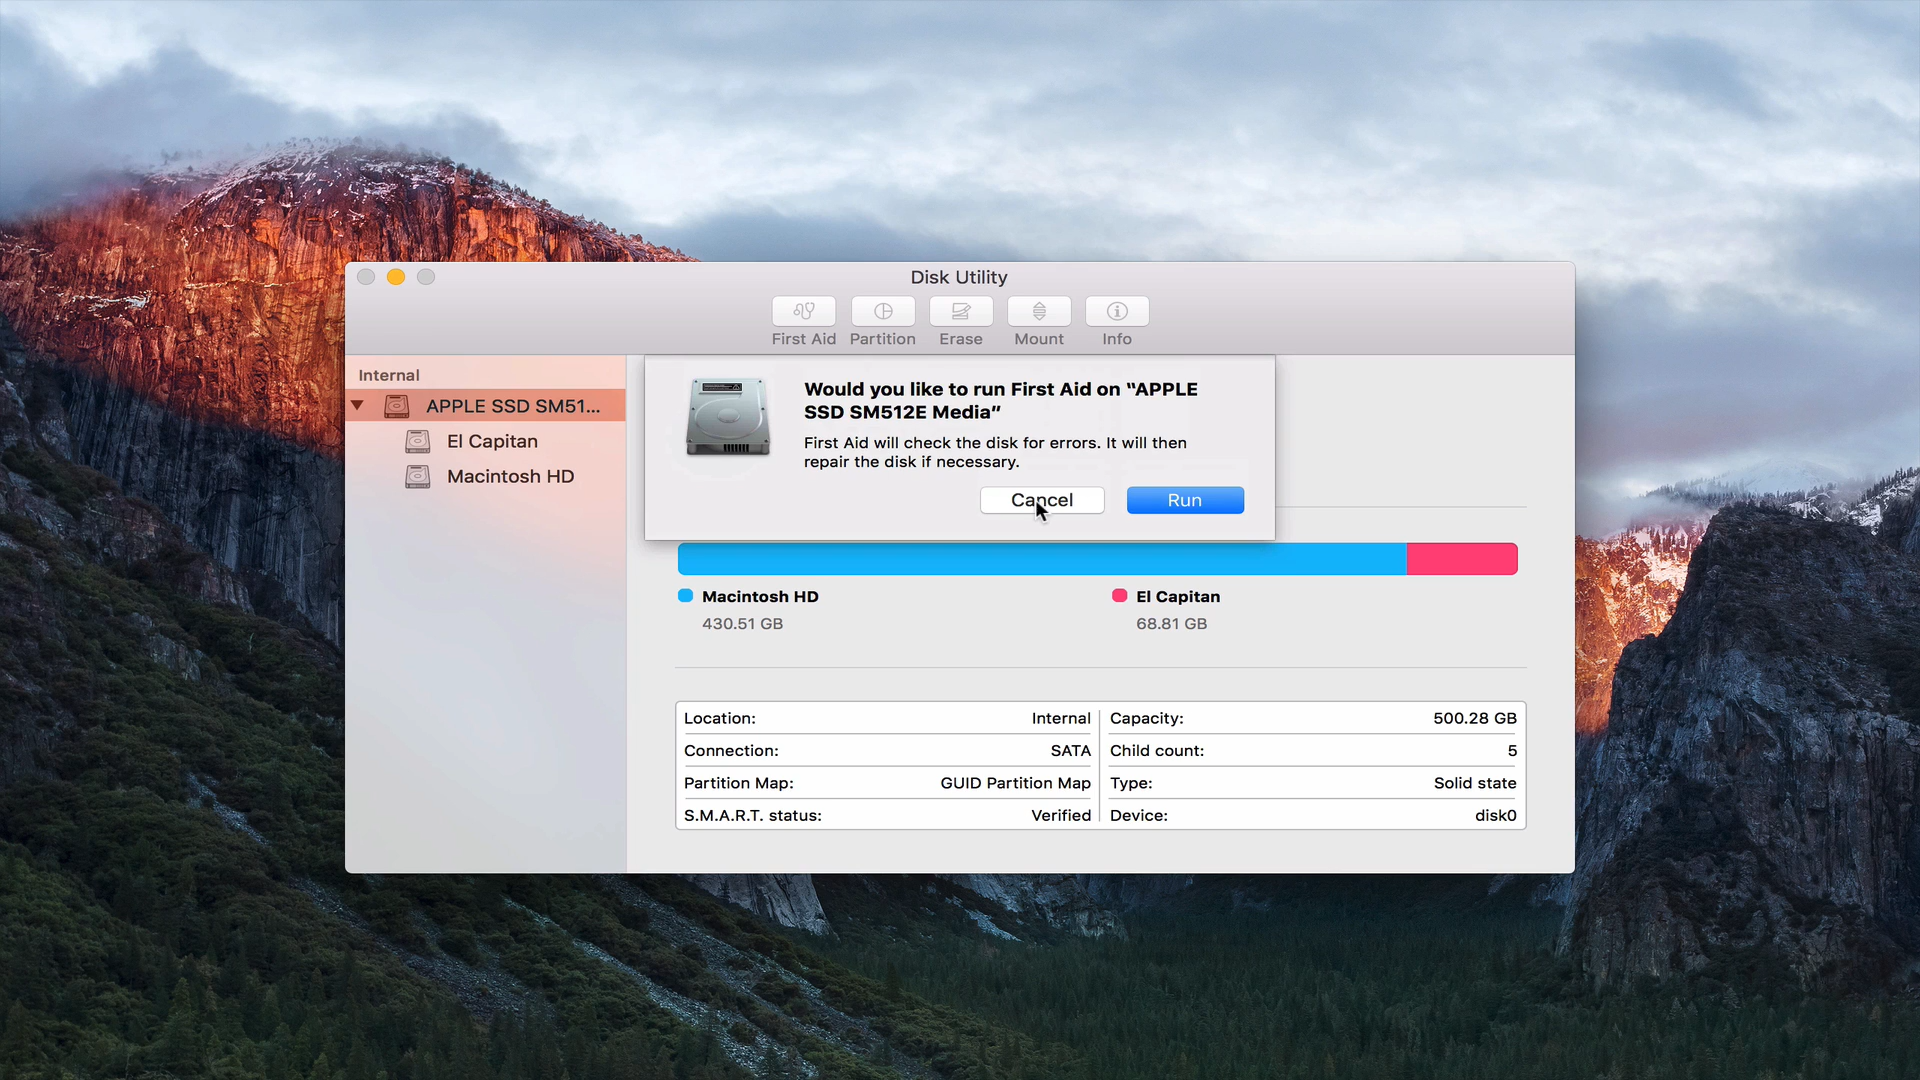 Disk Utility
First Aid
Partition
Erase
Mount
Info
Internal
APPLE SSD SM51...
El Capitan
Macintosh HD
Would you like to run First Aid on “APPLE
SSD SM512E Media”
First Aid will check the disk for errors. It will then
repair the disk if necessary.
Cancel
Run
Macintosh HD
430.51 GB
El Capitan
68.81 GB
Location: Internal
Connection: SATA
Partition Map: GUID Partition Map
S.M.A.R.T. status: Verified
Capacity: 500.28 GB
Child count: 5
Type: Solid state
Device: disk0